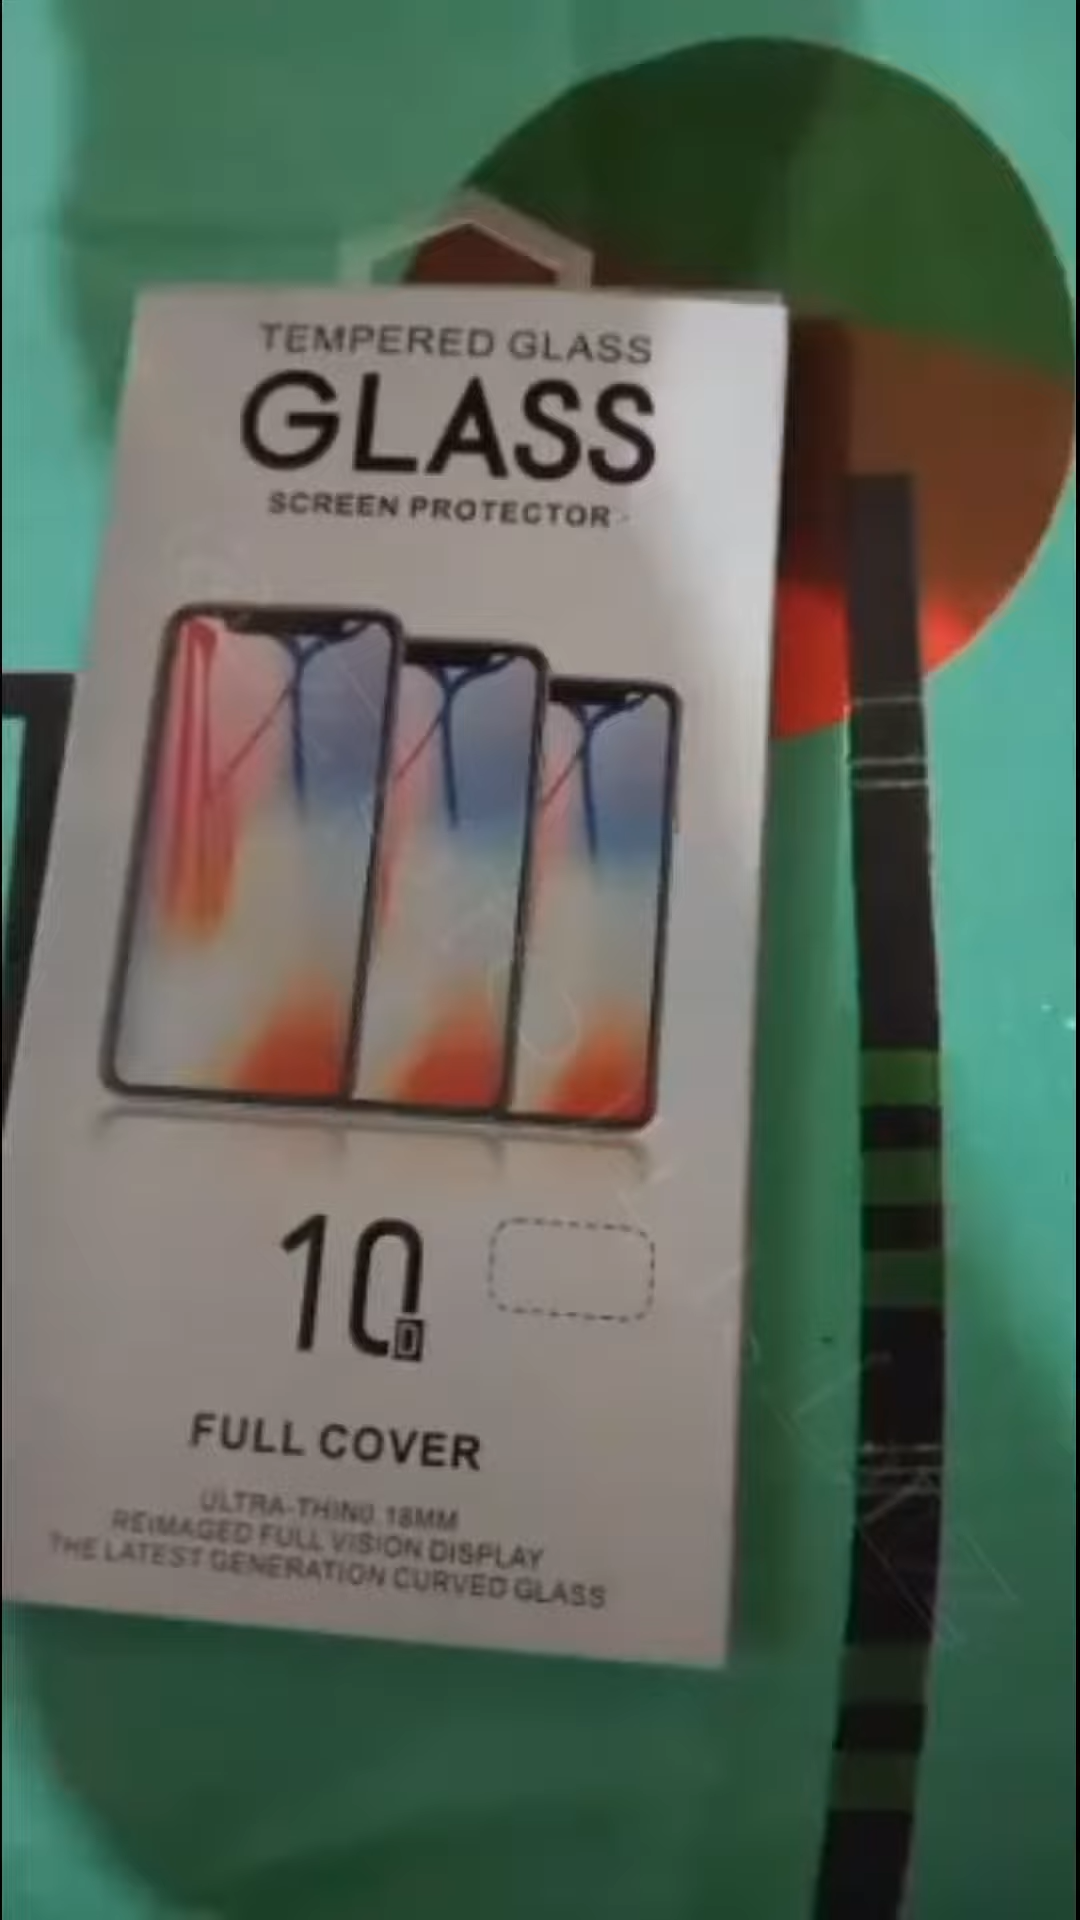 TEMPERED GLASS
GLASS
SCREEN PROTECTOR
10D
FULL COVER
ULTRA-THIN0.18MM
REIMAGED FULL VISION DISPLAY
THE LATEST GENERATION CURVED GLASS